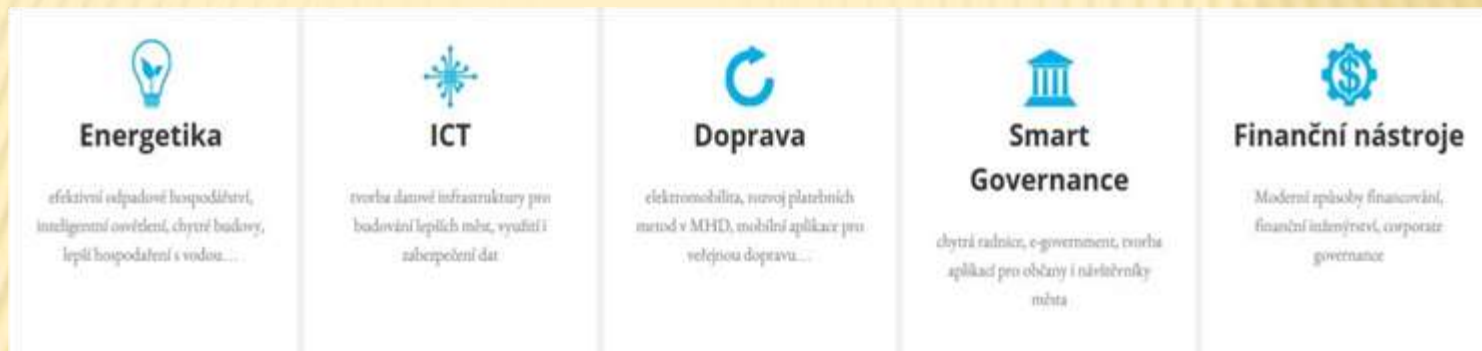 Energetika
efektivní odpadové hospodářství,
inteligentní osvětlení, chytré budovy,
lepší hospodaření s vodou…
ICT
tvorba datové infrastruktury pro
budování lepších měst, využití i
zabezpečení dat
Doprava
elektromobilita, rozvoj platebních
metod v MHD, mobilní aplikace pro
veřejnou dopravu…
Smart
Governance
chytrá radnice, e-government, tvorba
aplikací pro občany i návštěvníky
města
Finanční nástroje
Moderní způsoby financování,
finanční inženýrství, corporate
governance